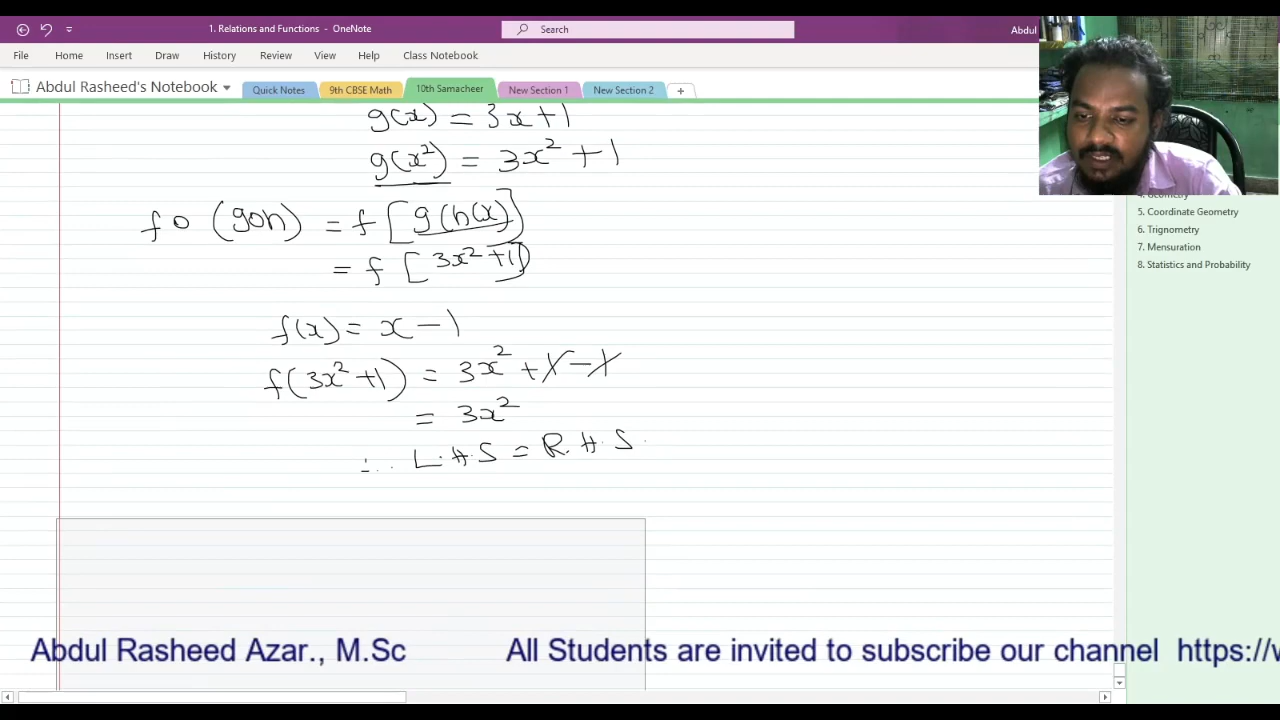 1. Relations and Functions - OneNote
Search
Abdul
File Home Insert Draw History Review View Help Class Notebook
Abdul Rasheed's Notebook
Quick Notes
9th CBSE Math
10th Samacheer
New Section 1
New Section 2
g(x) = 3x+1
g(x²) = 3x² + 1
f o (goh) = f [g(h(x)]
= f [3x² +1]
f(x) = x - 1
f(3x² +1) = 3x² + 1 - 1
= 3x²
∴ L.H.S = R.H.S.
5. Coordinate Geometry
6. Trignometry
7. Mensuration
8. Statistics and Probability
Abdul Rasheed Azar., M.Sc All Students are invited to subscribe our channel https://w